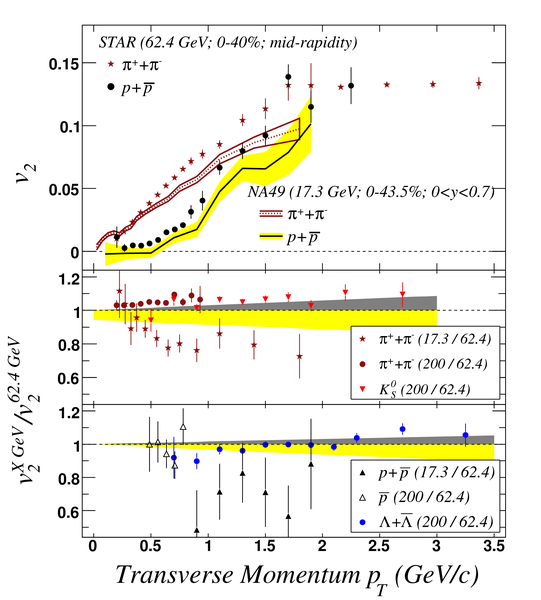 STAR (62.4 GeV; 0-40%; mid-rapidity)
π⁺+π⁻
p+p̅
0.15
0.1
0.05
0
v₂
NA49 (17.3 GeV; 0-43.5%; 0<y<0.7)
π⁺+π⁻
p+p̅
1.2
1.0
0.8
0.6
π⁺+π⁻ (17.3 / 62.4)
π⁺+π⁻ (200 / 62.4)
K⁰_S (200 / 62.4)
v₂^{X GeV}/v₂^{62.4 GeV}
1.2
1.0
0.8
0.6
p+p̅ (17.3 / 62.4)
p̅ (200 / 62.4)
Λ+Λ̅ (200 / 62.4)
0 0.5 1 1.5 2 2.5 3 3.5
Transverse Momentum p_T (GeV/c)